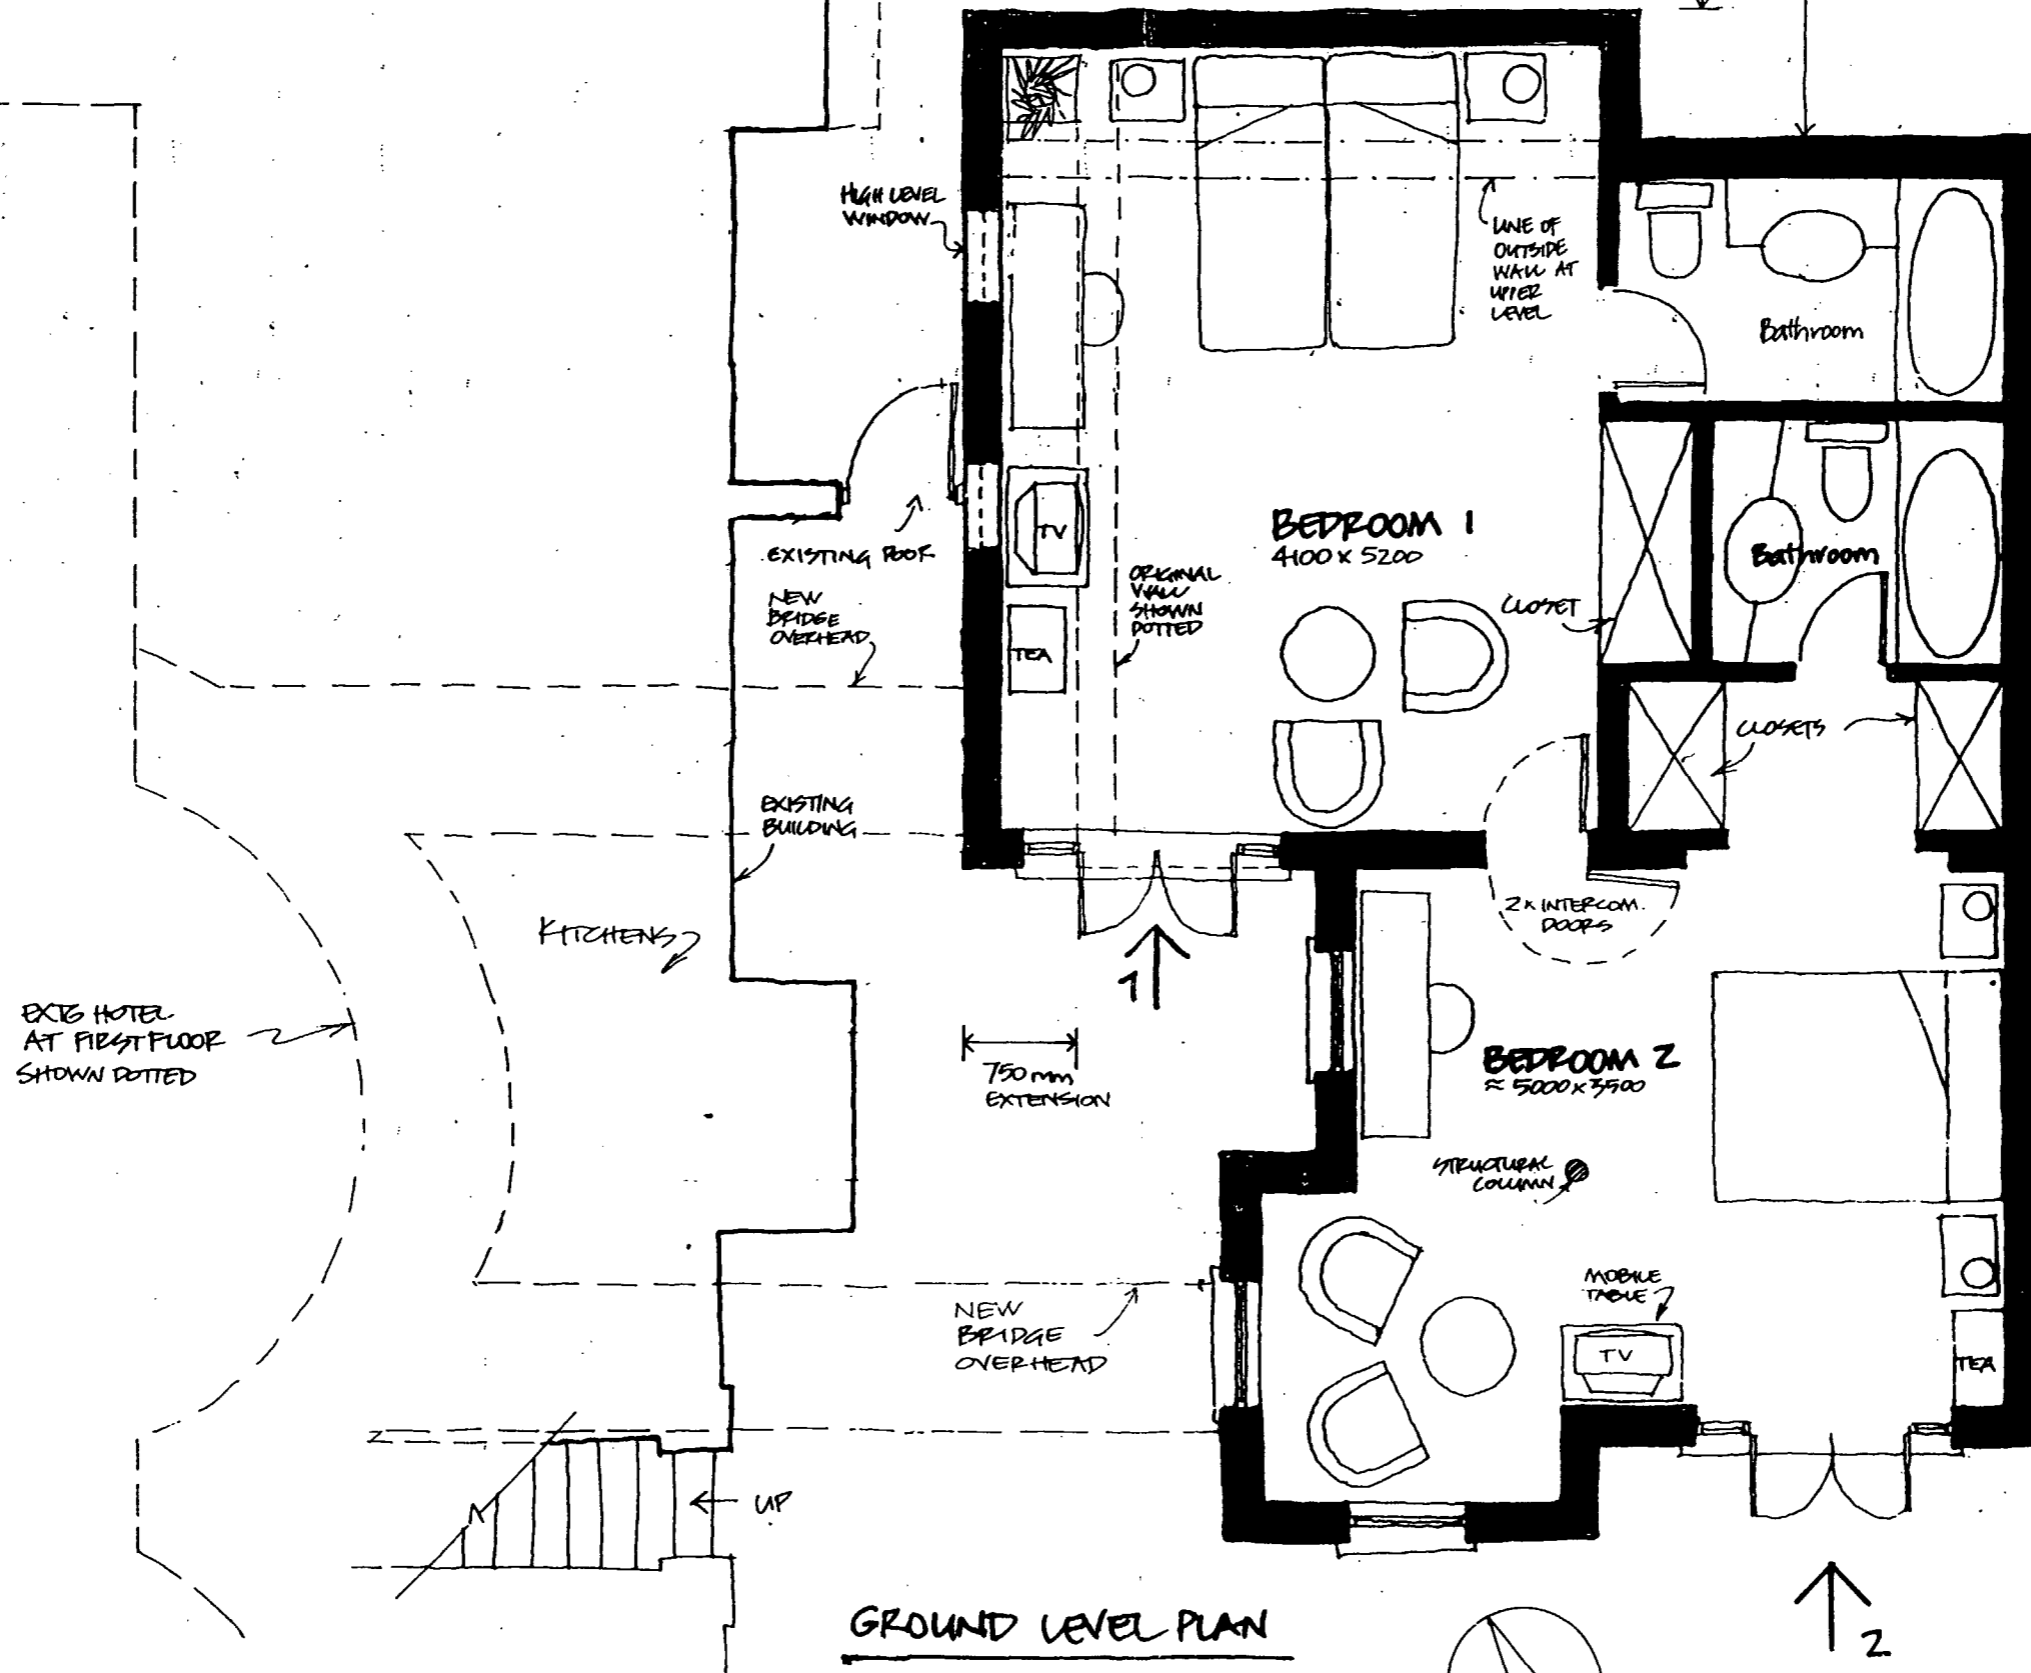 HIGH LEVEL
WINDOW
LINE OF
OUTSIDE
WALL AT
UPPER
LEVEL
Bathroom
BEDROOM 1
4100 x 5200
TV
EXISTING DOOR
Bathroom
NEW
BRIDGE
OVERHEAD
ORIGINAL
WALL
SHOWN
DOTTED
CLOSET
TEA
CLOSETS
EXISTING
BUILDING
KITCHENS
2 x INTERCOM.
DOORS
1
EXTG HOTEL
AT FIRST FLOOR
SHOWN DOTTED
750mm
EXTENSION
BEDROOM 2
≈ 5000 x 3500
STRUCTURAL
COLUMN
MOBILE
TABLE
NEW
BRIDGE
OVERHEAD
TV
TEA
UP
GROUND LEVEL PLAN
2